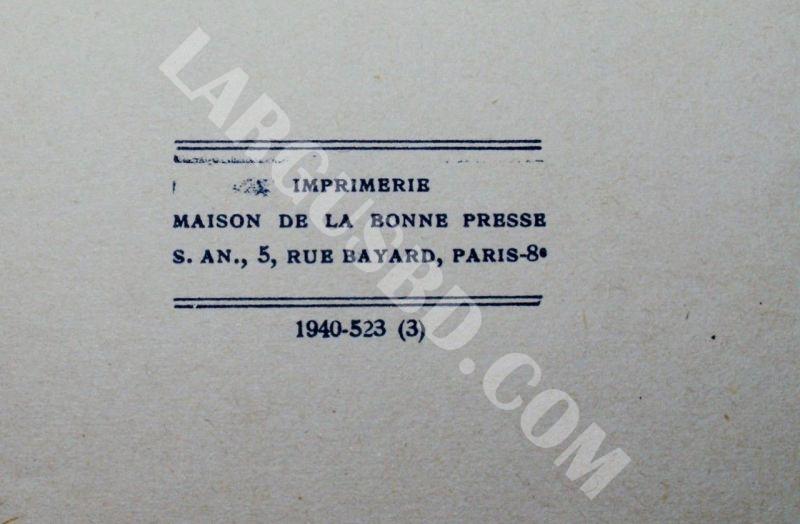 IMPRIMERIE
MAISON DE LA BONNE PRESSE
S. AN., 5, RUE BAYARD, PARIS-8e
1940-523 (3)
LARGUSBD.COM